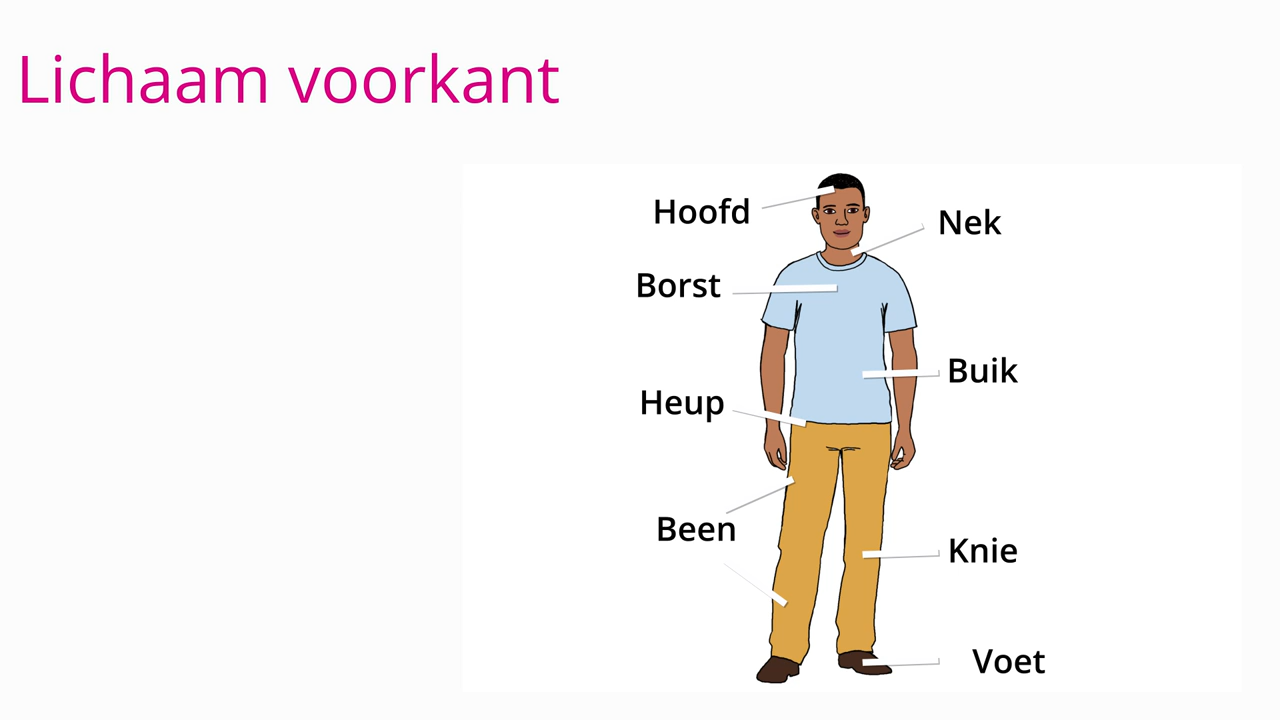 Lichaam voorkant
Hoofd
Nek
Borst
Buik
Heup
Been
Knie
Voet